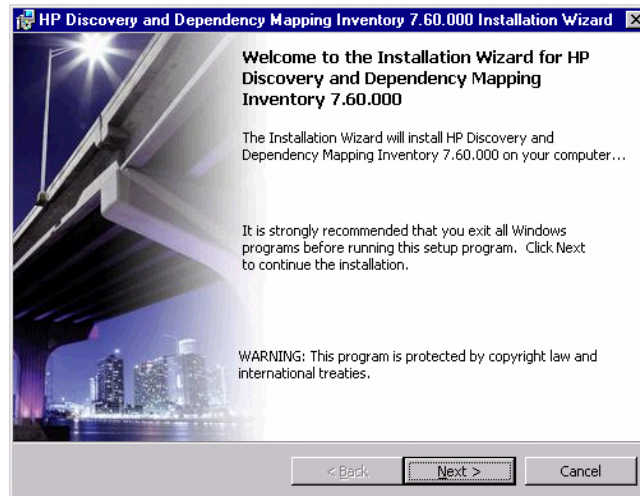 HP Discovery and Dependency Mapping Inventory 7.60.000 Installation Wizard
Welcome to the Installation Wizard for HP
Discovery and Dependency Mapping
Inventory 7.60.000
The Installation Wizard will install HP Discovery and
Dependency Mapping Inventory 7.60.000 on your computer...
It is strongly recommended that you exit all Windows
programs before running this setup program. Click Next
to continue the installation.
WARNING: This program is protected by copyright law and
international treaties.
< Back
Next >
Cancel